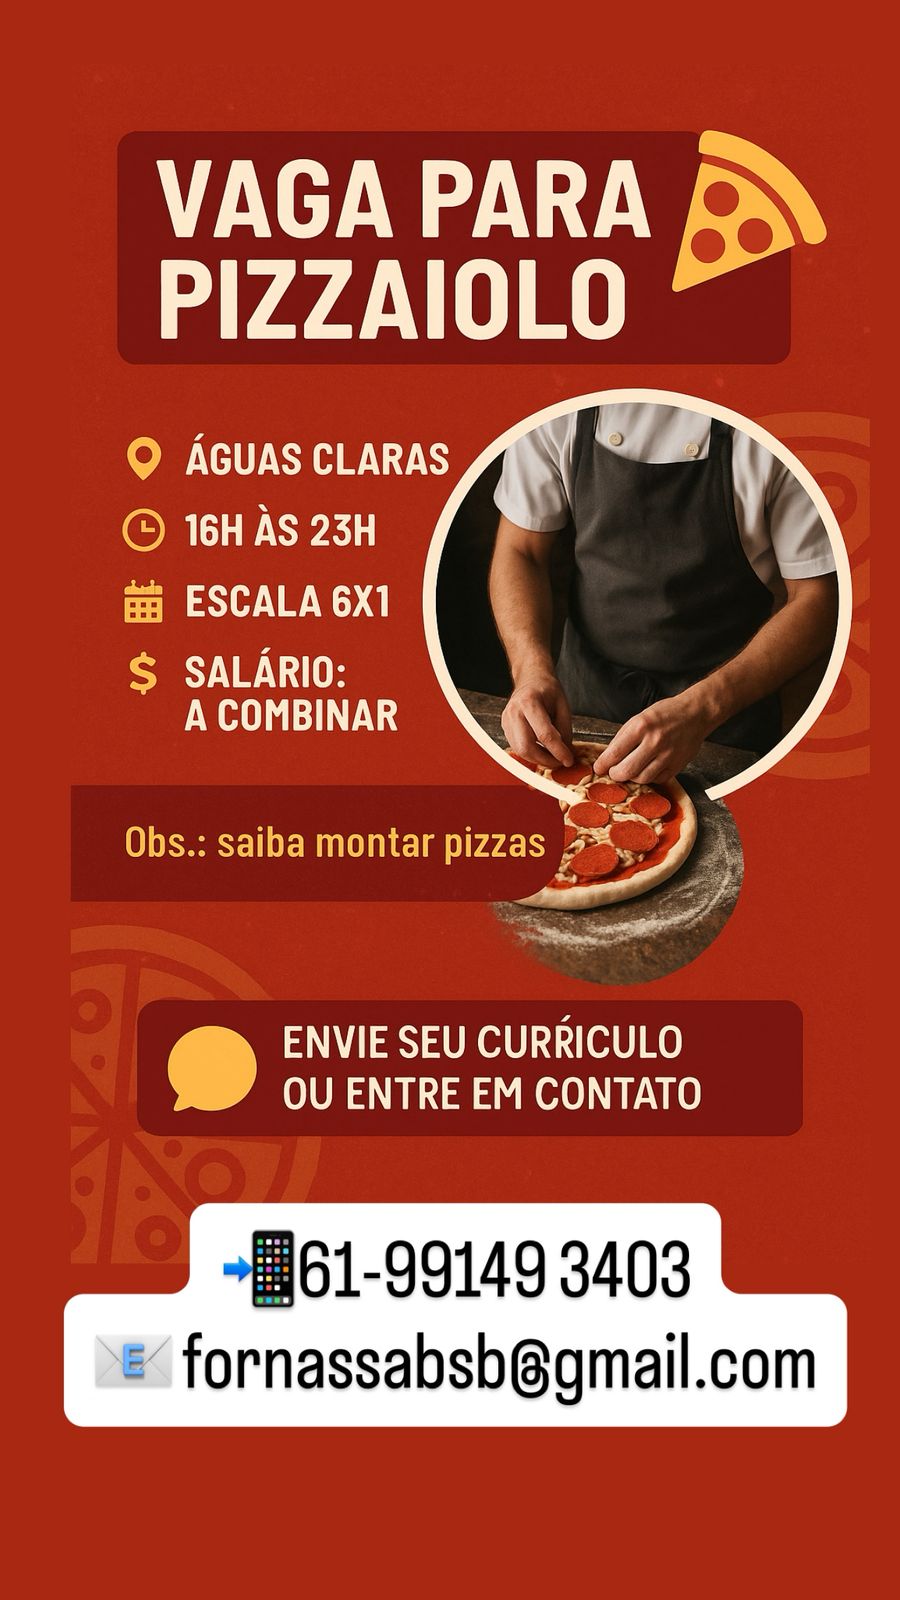 VAGA PARA
PIZZAIOLO
ÁGUAS CLARAS
16H ÀS 23H
ESCALA 6X1
$ SALÁRIO:
A COMBINAR
Obs.: saiba montar pizzas
ENVIE SEU CURŔICULO
OU ENTRE EM CONTATO
61-99149 3403
fornassabsb@gmail.com